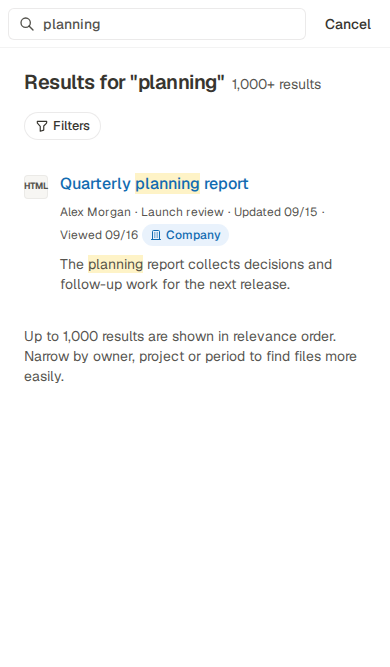 planning
Cancel
Results for "planning" 1,000+ results
Filters
HTML
Quarterly planning report
Alex Morgan · Launch review · Updated 09/15 ·
Viewed 09/16 Company
The planning report collects decisions and
follow-up work for the next release.
Up to 1,000 results are shown in relevance order.
Narrow by owner, project or period to find files more
easily.